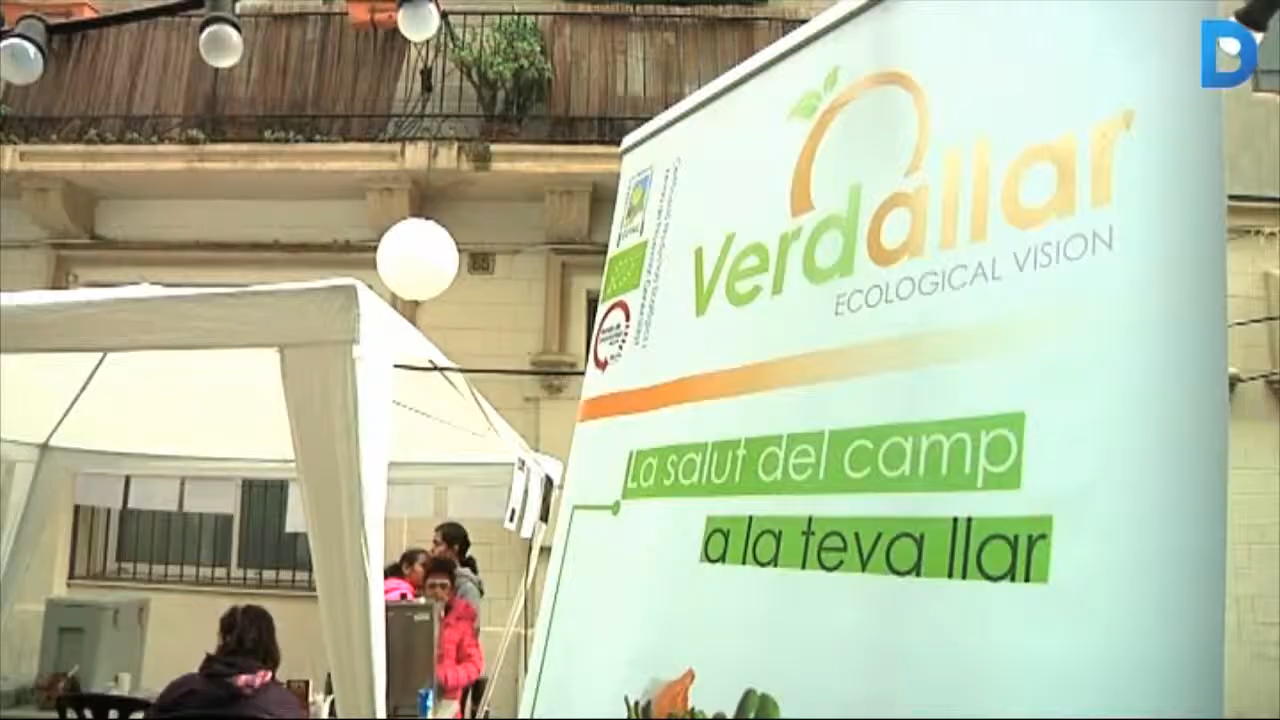 Verdallar
ECOLOGICAL VISION
La salut del camp
a la teva llar